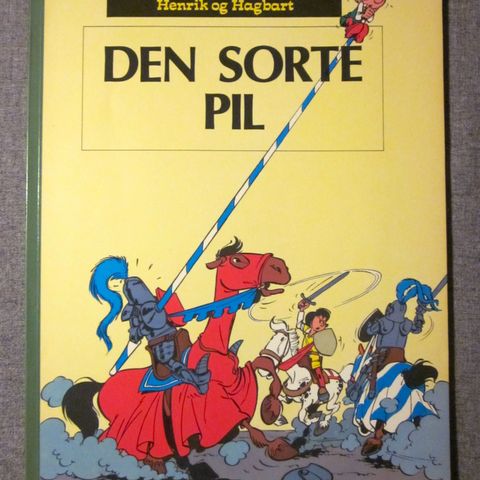 Henrik og Hagbart
DEN SORTE
PIL